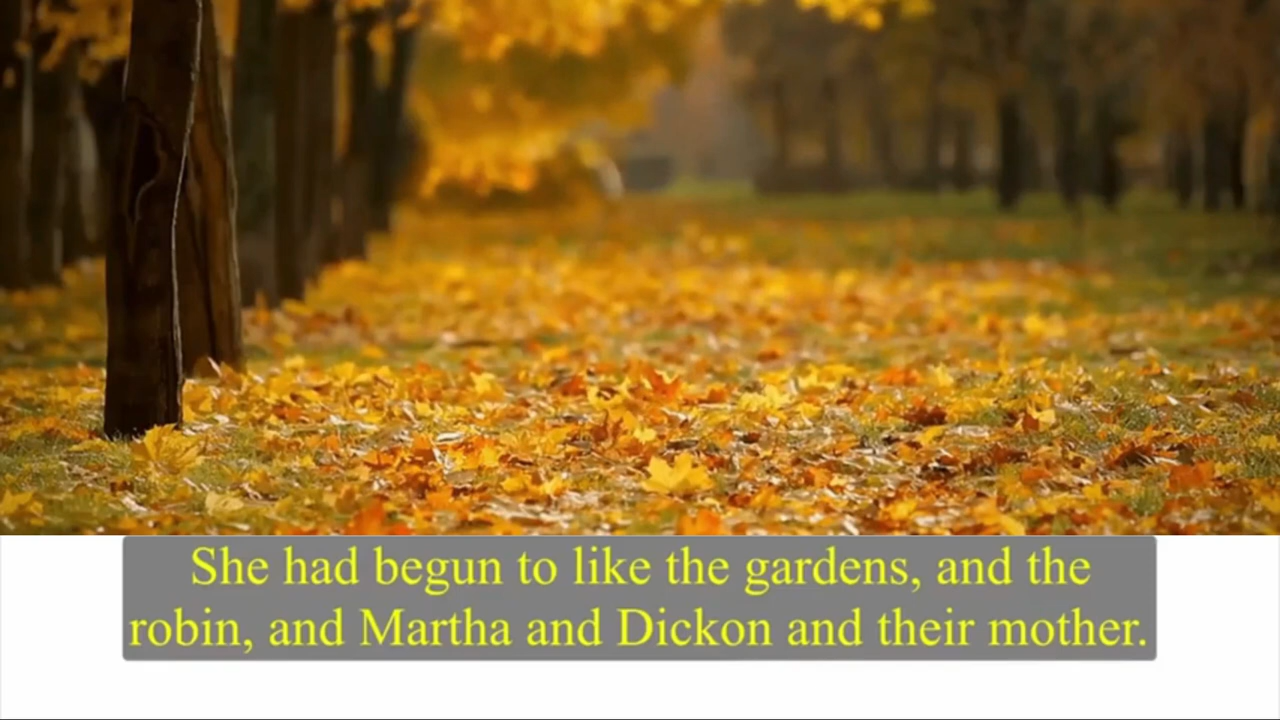 She had begun to like the gardens, and the
robin, and Martha and Dickon and their mother.